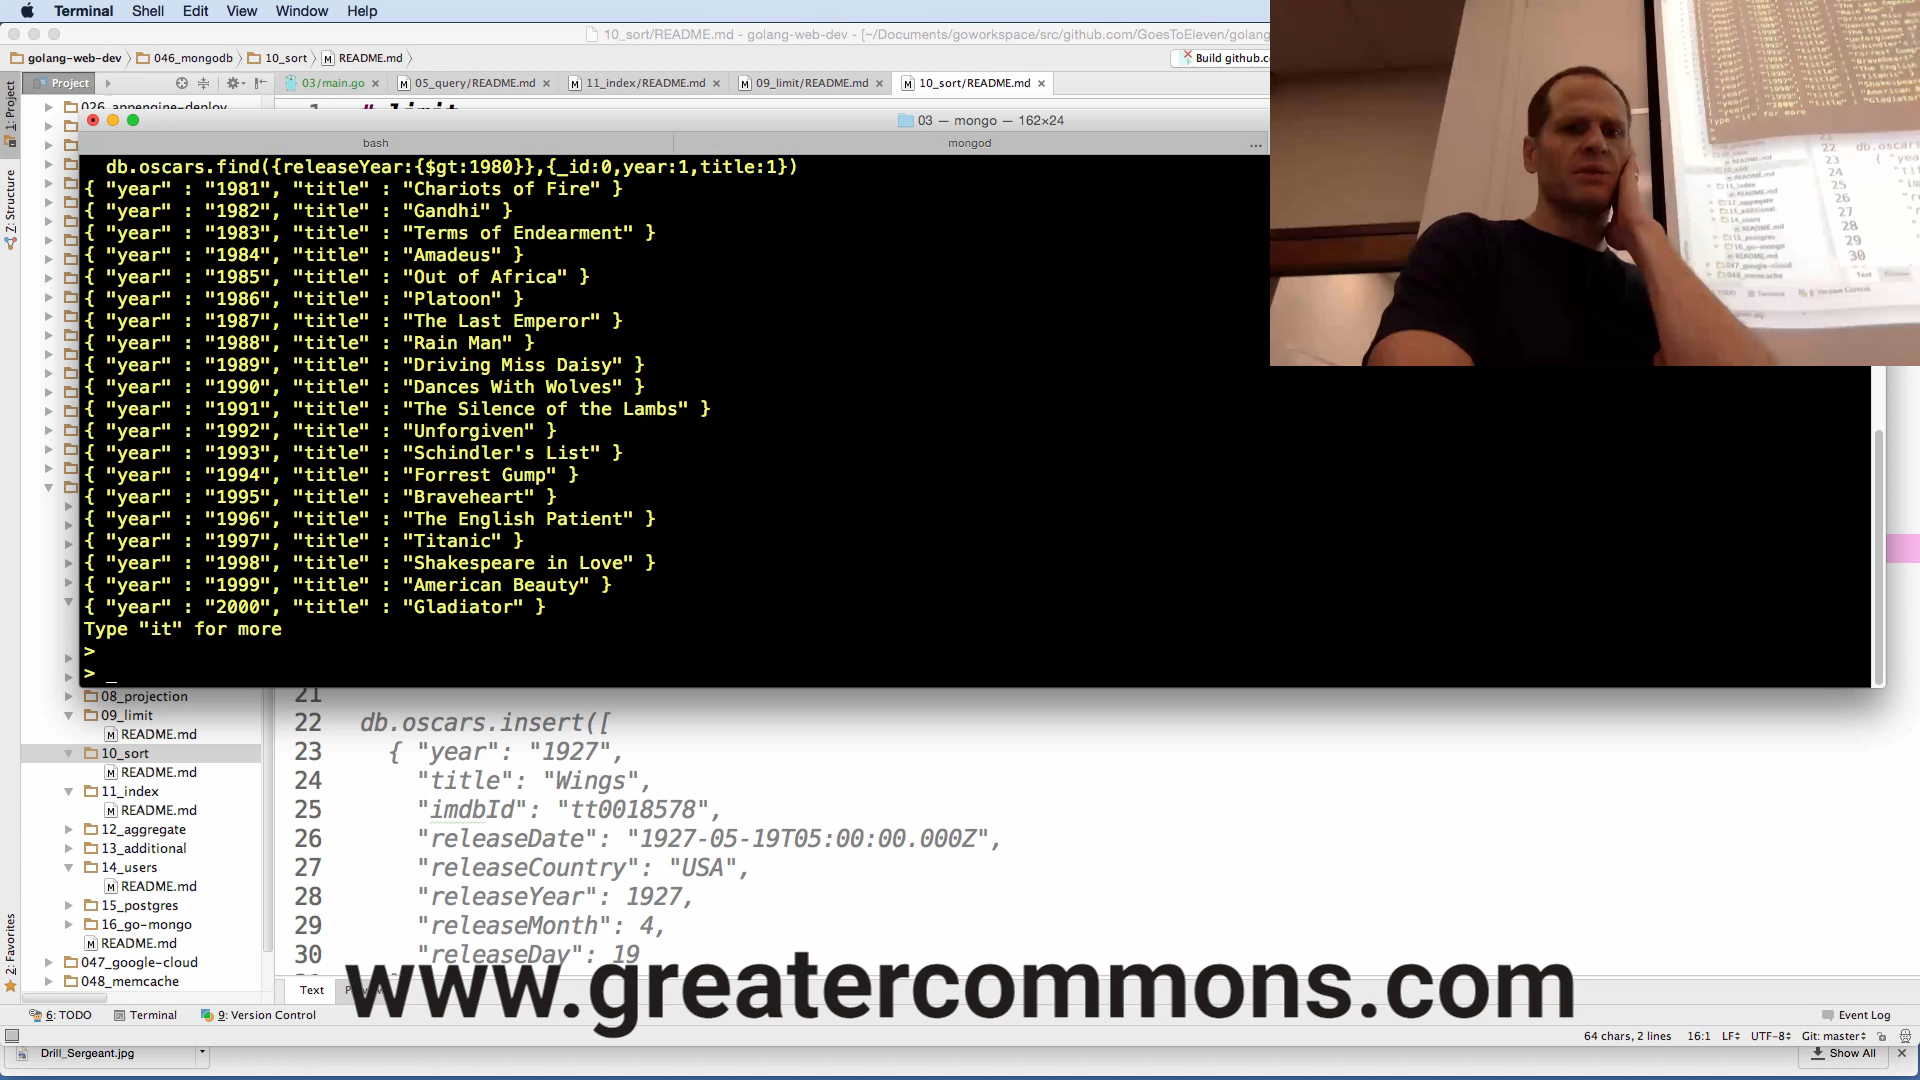 Terminal Shell Edit View Window Help
10_sort/README.md - golang-web-dev - [~/Documents/goworkspace/src/github.com/GoesToEleven/golang
golang-web-dev 046_mongodb 10_sort README.md
Build github.co
1: Project
Project
03/main.go
05_query/README.md
11_index/README.md
09_limit/README.md
10_sort/README.md
026_appengine-deploy
1 # limit
03 — mongo — 162×24
bash
mongod
...
db.oscars.find({releaseYear:{$gt:1980}},{_id:0,year:1,title:1})
{ "year" : "1981", "title" : "Chariots of Fire" }
{ "year" : "1982", "title" : "Gandhi" }
{ "year" : "1983", "title" : "Terms of Endearment" }
{ "year" : "1984", "title" : "Amadeus" }
{ "year" : "1985", "title" : "Out of Africa" }
{ "year" : "1986", "title" : "Platoon" }
{ "year" : "1987", "title" : "The Last Emperor" }
{ "year" : "1988", "title" : "Rain Man" }
{ "year" : "1989", "title" : "Driving Miss Daisy" }
{ "year" : "1990", "title" : "Dances With Wolves" }
{ "year" : "1991", "title" : "The Silence of the Lambs" }
{ "year" : "1992", "title" : "Unforgiven" }
{ "year" : "1993", "title" : "Schindler's List" }
{ "year" : "1994", "title" : "Forrest Gump" }
{ "year" : "1995", "title" : "Braveheart" }
{ "year" : "1996", "title" : "The English Patient" }
{ "year" : "1997", "title" : "Titanic" }
{ "year" : "1998", "title" : "Shakespeare in Love" }
{ "year" : "1999", "title" : "American Beauty" }
{ "year" : "2000", "title" : "Gladiator" }
Type "it" for more
>
> _
Z: Structure
2: Favorites
08_projection
09_limit
README.md
10_sort
README.md
11_index
README.md
12_aggregate
13_additional
14_users
README.md
15_postgres
16_go-mongo
README.md
047_google-cloud
048_memcache
21
22 db.oscars.insert([
23 { "year": "1927",
24 "title": "Wings",
25 "imdbId": "tt0018578",
26 "releaseDate": "1927-05-19T05:00:00.000Z",
27 "releaseCountry": "USA",
28 "releaseYear": 1927,
29 "releaseMonth": 4,
30 "releaseDay": 19
Text
www.greatercommons.com
6: TODO Terminal 9: Version Control
Event Log
64 chars, 2 lines 16:1 LF UTF-8 Git: master
Drill_Sergeant.jpg
Show All